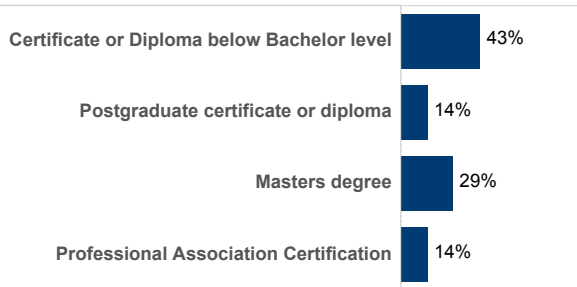 Certificate or Diploma below Bachelor level 43%
Postgraduate certificate or diploma 14%
Masters degree 29%
Professional Association Certification 14%